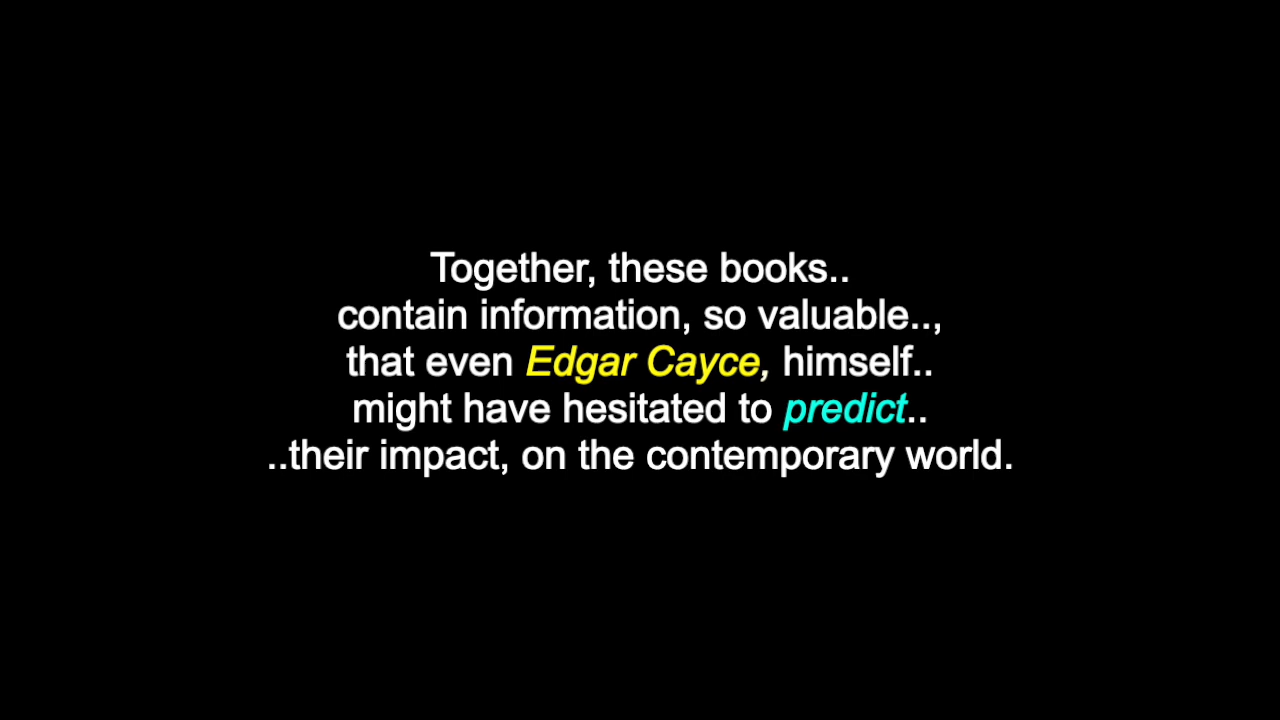 Together, these books..
contain information, so valuable..,
that even Edgar Cayce, himself..
might have hesitated to predict..
..their impact, on the contemporary world.